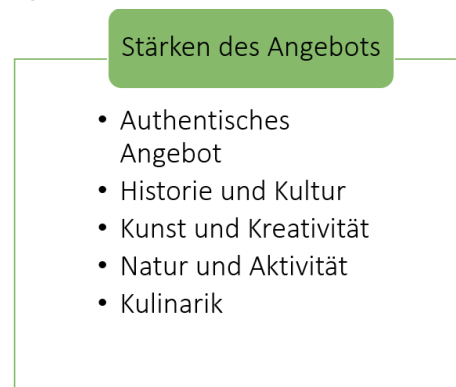 Stärken des Angebots
• Authentisches
Angebot
• Historie und Kultur
• Kunst und Kreativität
• Natur und Aktivität
• Kulinarik